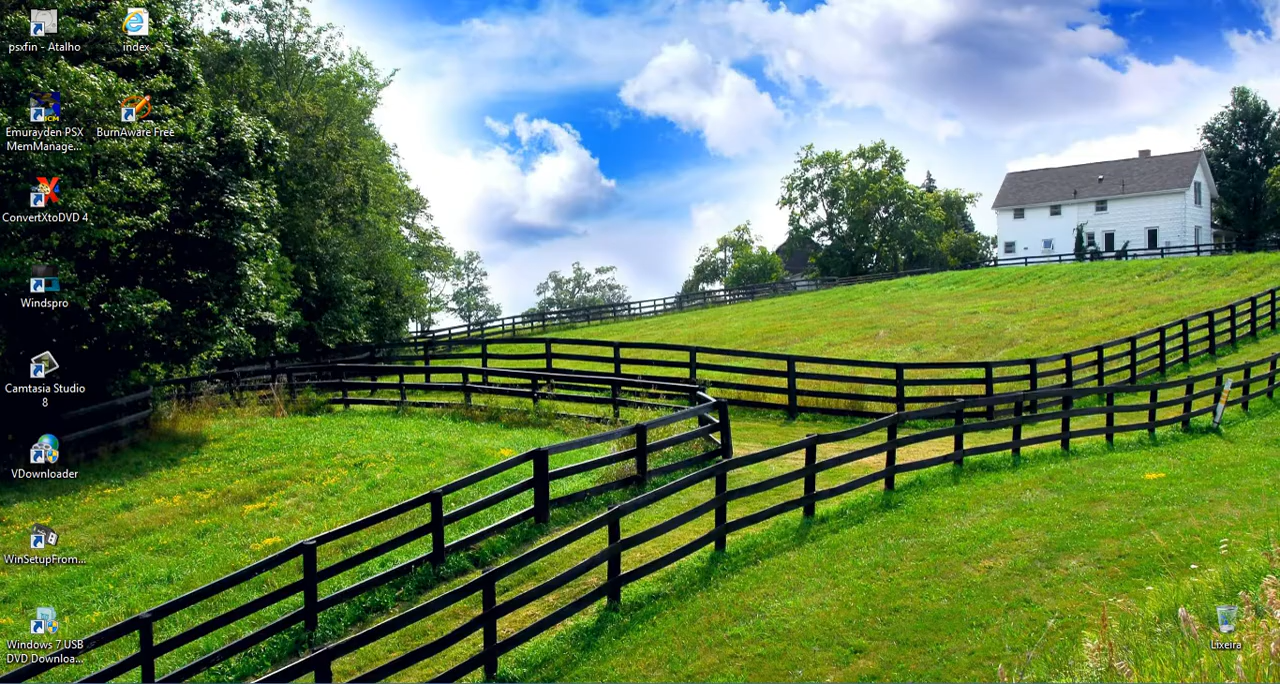 psxfin - Atalho
index
Emurayden PSX
MemManage...
BurnAware Free
ConvertXtoDVD 4
Windspro
Camtasia Studio
8
VDownloader
WinSetupFrom...
Windows 7 USB
DVD Downloa...
Lixeira